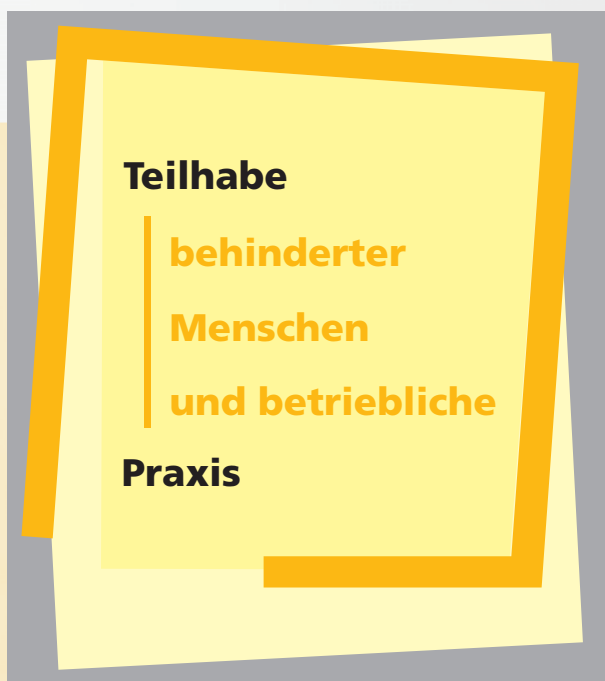 Teilhabe
behinderter
Menschen
und betriebliche
Praxis